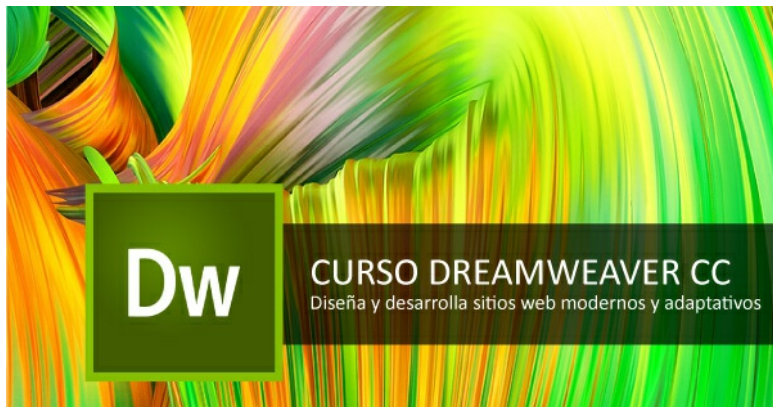 Dw
CURSO DREAMWEAVER CC
Diseña y desarrolla sitios web modernos y adaptativos